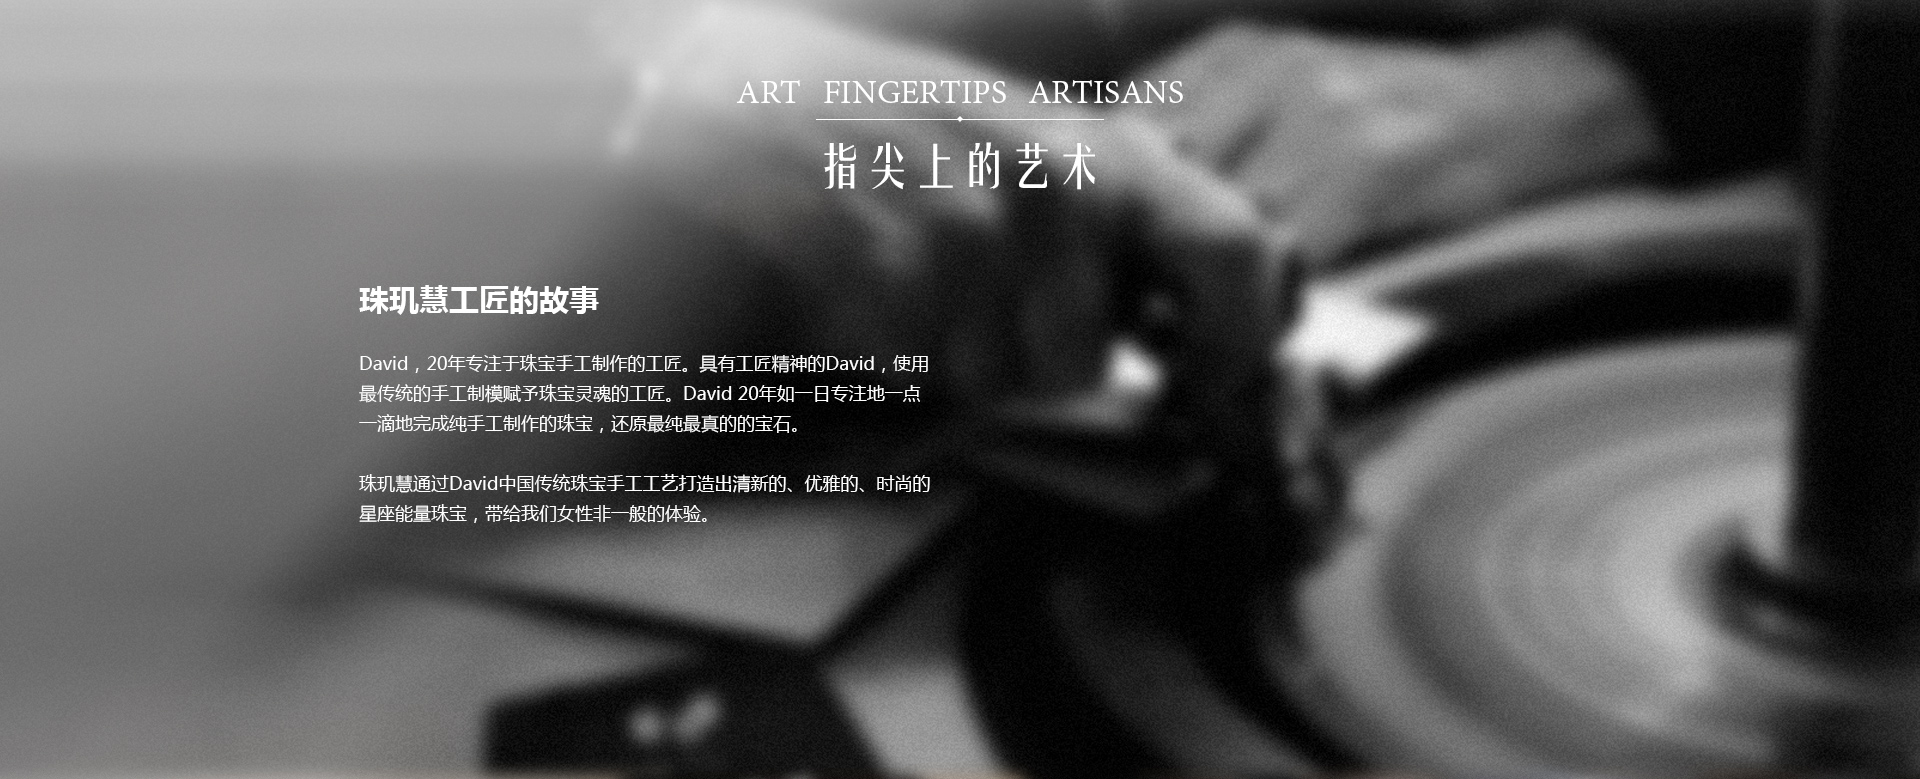 ART FINGERTIPS ARTISANS
指尖上的艺术
珠玑慧工匠的故事
David，20年专注于珠宝手工制作的工匠。具有工匠精神的David，使用
最传统的手工制模赋予珠宝灵魂的工匠。David 20年如一日专注地一点
一滴地完成纯手工制作的珠宝，还原最纯最真的的宝石。
珠玑慧通过David中国传统珠宝手工工艺打造出清新的、优雅的、时尚的
星座能量珠宝，带给我们女性非一般的体验。